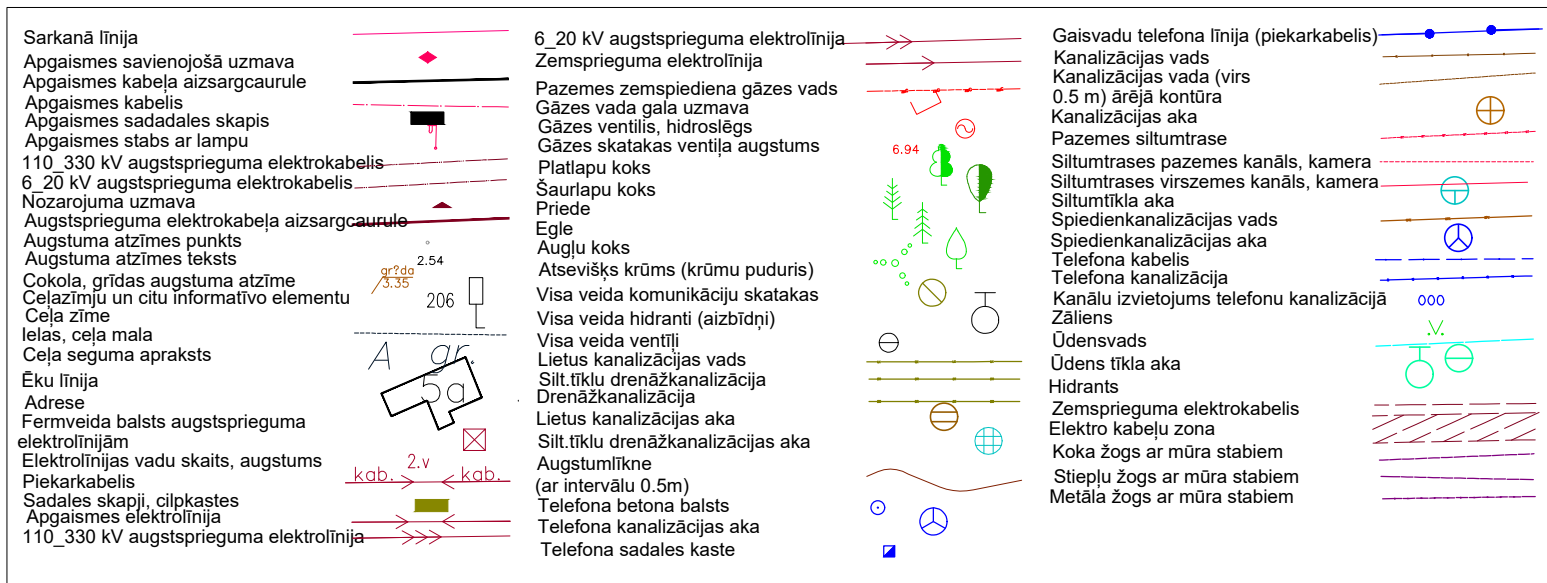 Sarkanā līnija
Apgaismes savienojošā uzmava
Apgaismes kabeļa aizsargcaurule
Apgaismes kabelis
Apgaismes sadadales skapis
Apgaismes stabs ar lampu
110_330 kV augstsprieguma elektrokabelis
6_20 kV augstsprieguma elektrokabelis
Nozarojuma uzmava
Augstsprieguma elektrokabeļa aizsargcaurule
Augstuma atzīmes punkts
Augstuma atzīmes teksts
2.54
Cokola, grīdas augstuma atzīme
gr?da
3.35
Ceļazīmju un citu informatīvo elementu
206
Ceļa zīme
Ielas, ceļa mala
Ceļa seguma apraksts
A gr.
Ēku līnija
Adrese
5a
Fermveida balsts augstsprieguma
elektrolīnijām
Elektrolīnijas vadu skaits, augstums
2.v
Piekarkabelis
kab. kab.
Sadales skapji, cilpkastes
Apgaismes elektrolīnija
110_330 kV augstsprieguma elektrolīnija
6_20 kV augstsprieguma elektrolīnija
Zemsprieguma elektrolīnija
Pazemes zemspiediena gāzes vads
Gāzes vada gala uzmava
Gāzes ventilis, hidroslēgs
Gāzes skatakas ventiļa augstums
6.94
Platlapu koks
Šaurlapu koks
Priede
Egle
Augļu koks
Atsevišķs krūms (krūmu puduris)
Visa veida komunikāciju skatakas
Visa veida hidranti (aizbīdņi)
Visa veida ventīļi
Lietus kanalizācijas vads
Silt.tīklu drenāžkanalizācija
Drenāžkanalizācija
Lietus kanalizācijas aka
Silt.tīklu drenāžkanalizācijas aka
Augstumlīkne
(ar intervālu 0.5m)
Telefona betona balsts
Telefona kanalizācijas aka
Telefona sadales kaste
Gaisvadu telefona līnija (piekarkabelis)
Kanalizācijas vads
Kanalizācijas vada (virs
0.5 m) ārējā kontūra
Kanalizācijas aka
Pazemes siltumtrase
Siltumtrases pazemes kanāls, kamera
Siltumtrases virszemes kanāls, kamera
Siltumtīkla aka
Spiedienkanalizācijas vads
Spiedienkanalizācijas aka
Telefona kabelis
Telefona kanalizācija
Kanālu izvietojums telefonu kanalizācijā
Zāliens
Ūdensvads
Ūdens tīkla aka
Hidrants
Zemsprieguma elektrokabelis
Elektro kabeļu zona
Koka žogs ar mūra stabiem
Stiepļu žogs ar mūra stabiem
Metāla žogs ar mūra stabiem